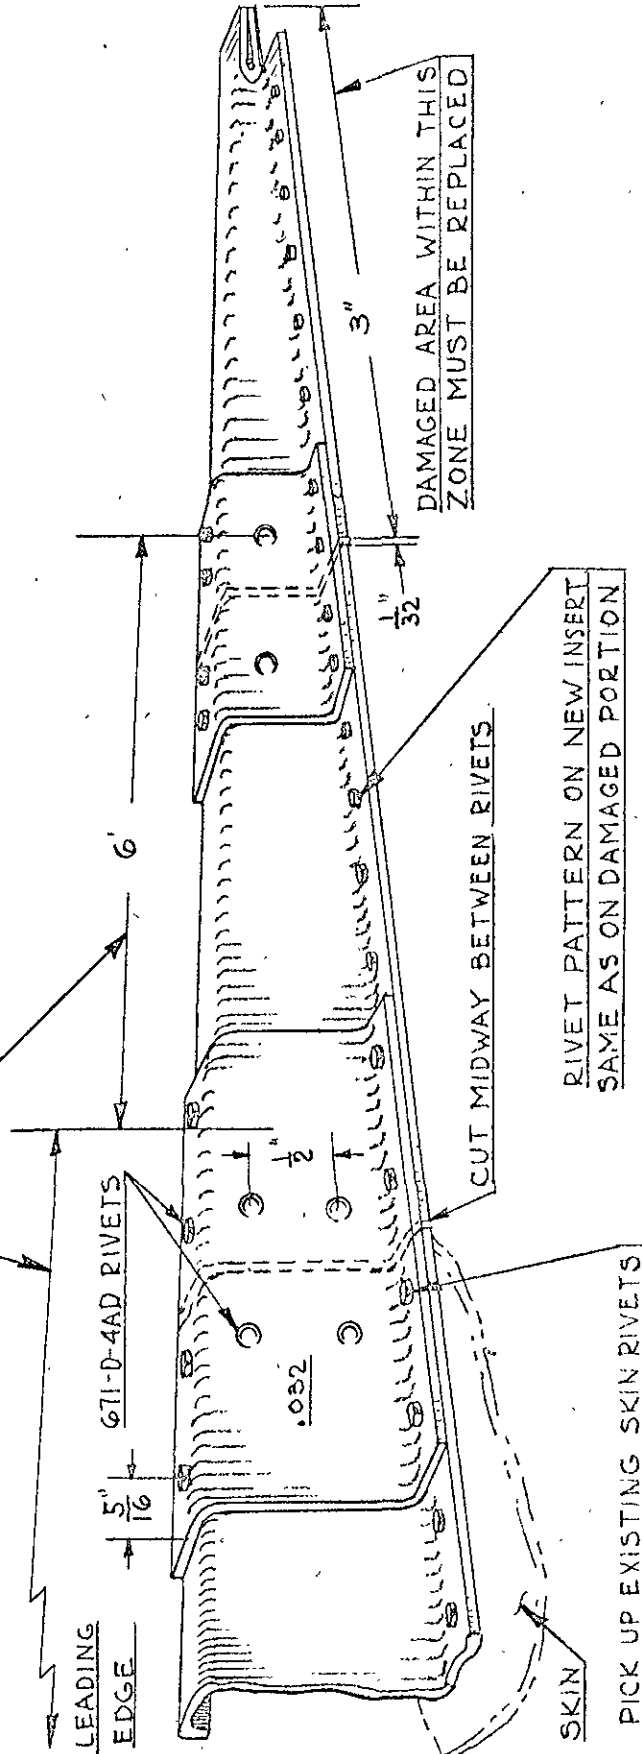 LEADING
EDGE
5"
16
671-D-4AD RIVETS
6'
.032
1"
2
1"
32
3"
DAMAGED AREA WITHIN THIS
ZONE MUST BE REPLACED
RIVET PATTERN ON NEW INSERT
SAME AS ON DAMAGED PORTION
CUT MIDWAY BETWEEN RIVETS
PICK UP EXISTING SKIN RIVETS
SKIN